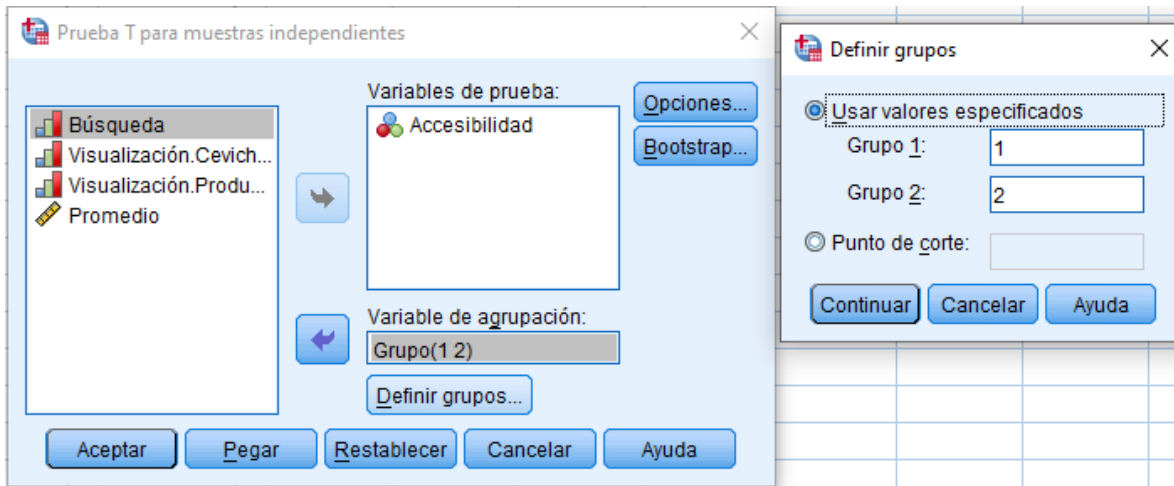 Prueba T para muestras independientes
Variables de prueba:
Búsqueda
Visualización.Cevich...
Visualización.Produ...
Promedio
Accesibilidad
Opciones...
Bootstrap...
Variable de agrupación:
Grupo(1 2)
Definir grupos...
Aceptar Pegar Restablecer Cancelar Ayuda
Definir grupos
Usar valores especificados
Grupo 1: 1
Grupo 2: 2
Punto de corte:
Continuar Cancelar Ayuda